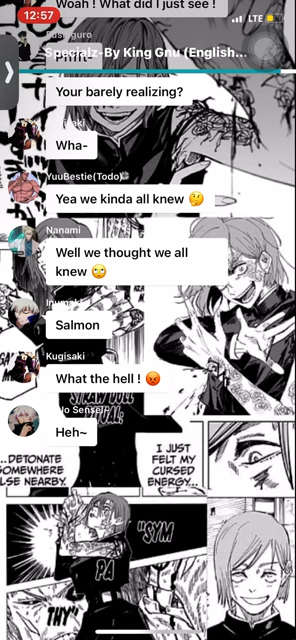 Woah ! What did I just see !
12:57
LTE
Specialz-By King Gnu (English...
Your barely realizing?
Wha-
YuuBestie(Todo)
Yea we kinda all knew 🤔
Nanami
Well we thought we all
knew 🙄
Salmon
Kugisaki
What the hell ! 😡
Heh~
STRAW DOLL
...DETONATE
SOMEWHERE
ELSE NEARBY.
I JUST
FELT MY
CURSED
ENERGY...
"SYM
PA
THY"